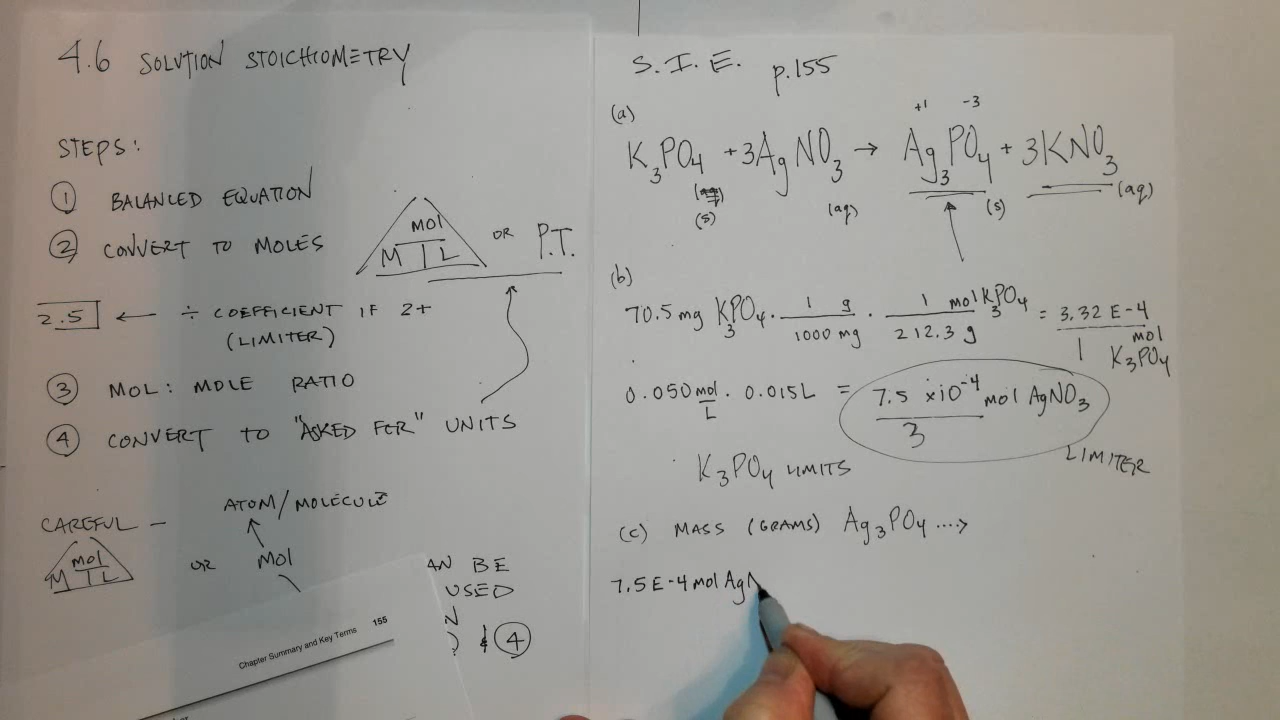 4.6 SOLUTION STOICHIOMETRY
STEPS:
① BALANCED EQUATION
② CONVERT TO MOLES
mol
M | L
OR P.T.
2.5 ← ÷ COEFFICIENT IF 2+
(LIMITER)
③ MOL : MOLE RATIO
④ CONVERT TO "ASKED FOR" UNITS
CAREFUL —
ATOM/MOLECULE
mol
M | L
OR mol
AN BE
USED
N
) & ④
Chapter Summary and Key Terms 155
S.I.E. p.155
(a)
+1 -3
K₃PO₄ + 3AgNO₃ → Ag₃PO₄ + 3KNO₃
(s) (aq) (s) (aq)
(b)
70.5 mg K₃PO₄ · 1 g / 1000 mg · 1 mol K₃PO₄ / 212.3 g = 3.32 E-4 / 1 mol K₃PO₄
0.050 mol/L · 0.015L = 7.5 × 10⁻⁴ / 3 mol AgNO₃
LIMITER
K₃PO₄ LIMITS
(c) MASS (GRAMS) Ag₃PO₄ ....>
7.5 E-4 mol Ag